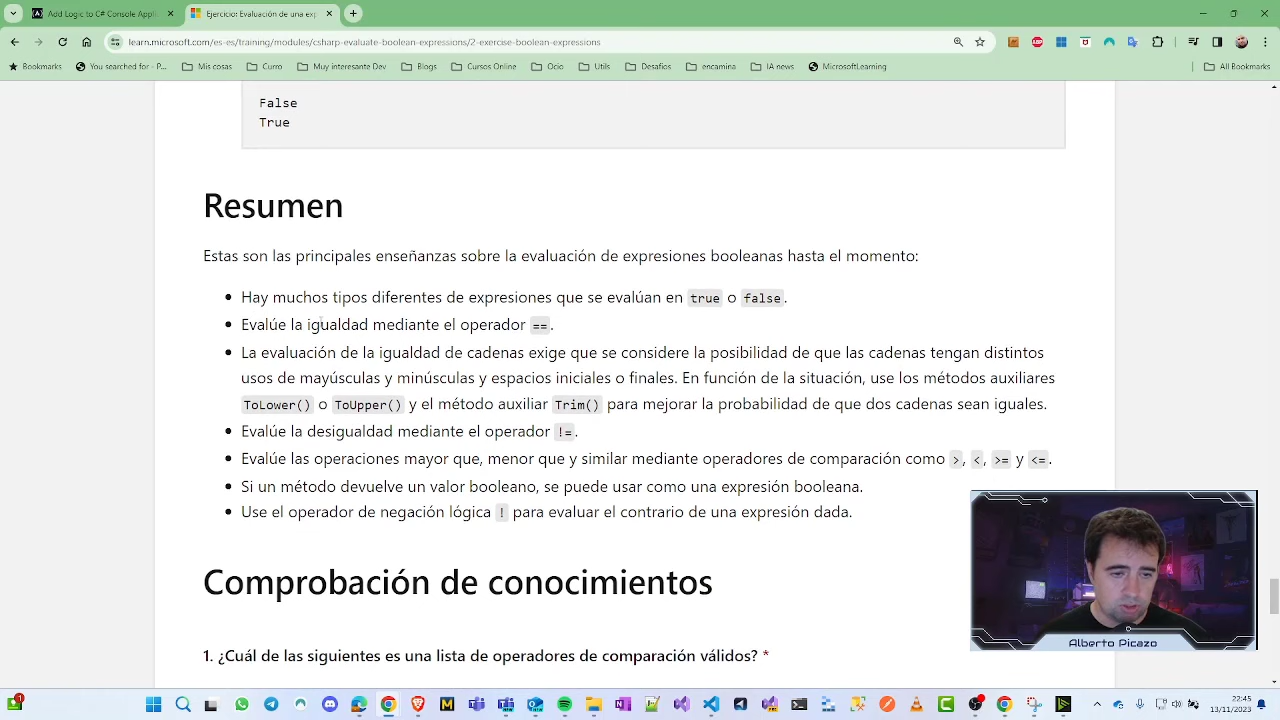 Add Logic to C# Console Appli
Ejercicio: Evaluación de una exp
learn.microsoft.com/es-es/training/modules/csharp-evaluate-boolean-expressions/2-exercise-boolean-expressions
Bookmarks
You searched for - P...
Mis cosas
Curro
Muy interesante Dev
Blogs
Cursos Online
Ocio
Utils
Desafios
encamina
IA news
MicrosoftLearning
All Bookmarks
False
True
Resumen
Estas son las principales enseñanzas sobre la evaluación de expresiones booleanas hasta el momento:
Hay muchos tipos diferentes de expresiones que se evalúan en true o false.
Evalúe la igualdad mediante el operador ==.
La evaluación de la igualdad de cadenas exige que se considere la posibilidad de que las cadenas tengan distintos
usos de mayúsculas y minúsculas y espacios iniciales o finales. En función de la situación, use los métodos auxiliares
ToLower() o ToUpper() y el método auxiliar Trim() para mejorar la probabilidad de que dos cadenas sean iguales.
Evalúe la desigualdad mediante el operador !=.
Evalúe las operaciones mayor que, menor que y similar mediante operadores de comparación como >, <, >= y <=.
Si un método devuelve un valor booleano, se puede usar como una expresión booleana.
Use el operador de negación lógica ! para evaluar el contrario de una expresión dada.
Comprobación de conocimientos
Alberto Picazo
1. ¿Cuál de las siguientes es una lista de operadores de comparación válidos? *
22:45
13/11/2023